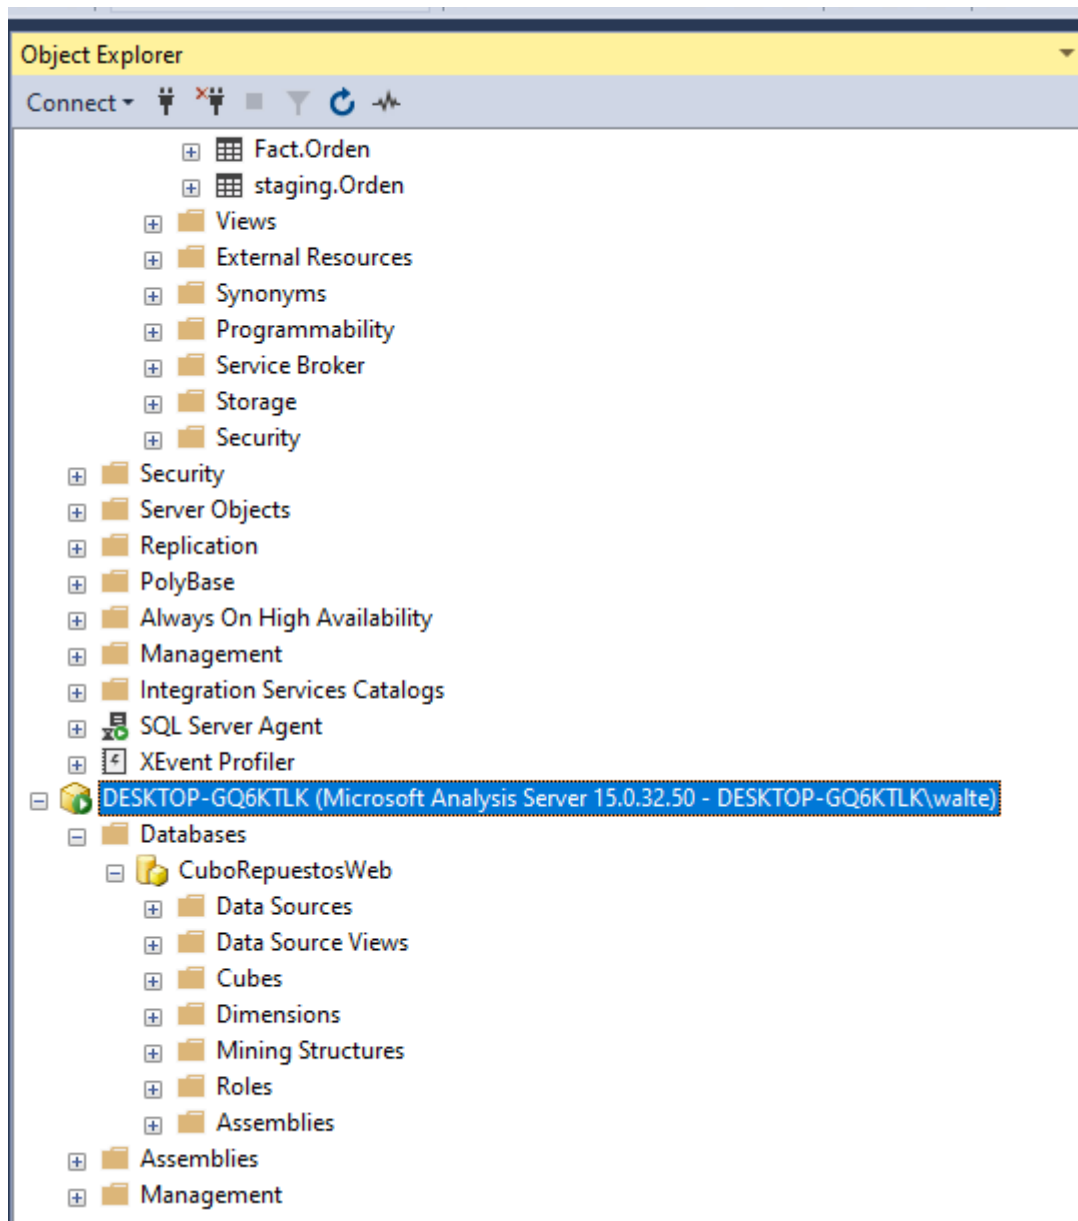 Object Explorer
Connect
Fact.Orden
staging.Orden
Views
External Resources
Synonyms
Programmability
Service Broker
Storage
Security
Security
Server Objects
Replication
PolyBase
Always On High Availability
Management
Integration Services Catalogs
SQL Server Agent
XEvent Profiler
DESKTOP-GQ6KTLK (Microsoft Analysis Server 15.0.32.50 - DESKTOP-GQ6KTLK\walte)
Databases
CuboRepuestosWeb
Data Sources
Data Source Views
Cubes
Dimensions
Mining Structures
Roles
Assemblies
Assemblies
Management